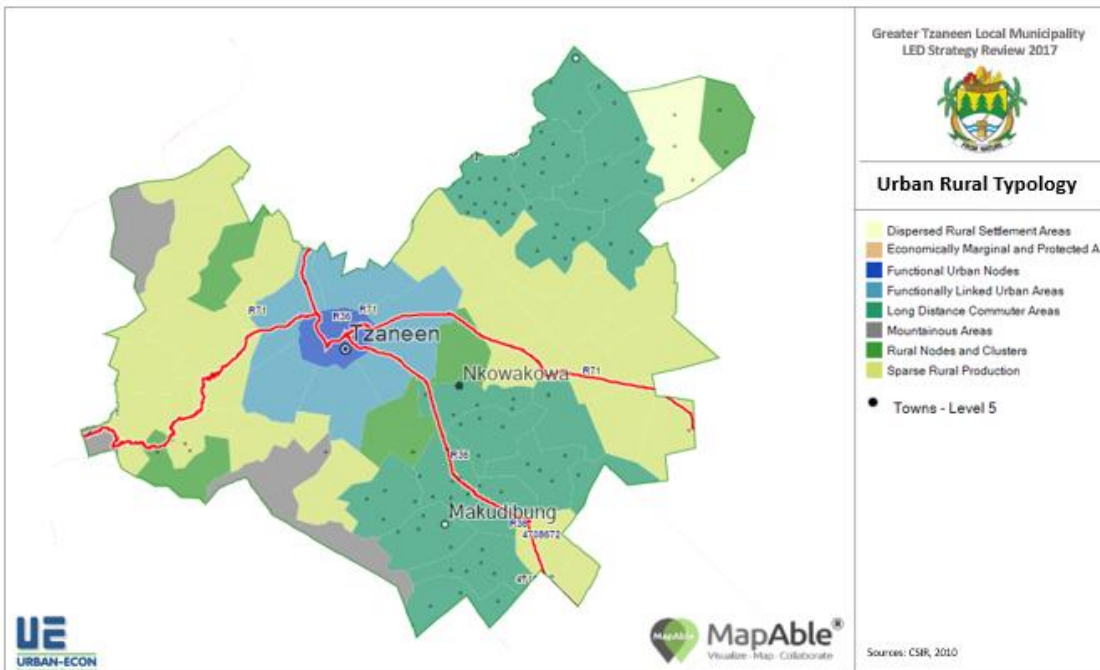 Greater Tzaneen Local Municipality
LED Strategy Review 2017
Urban Rural Typology
Dispersed Rural Settlement Areas
Economically Marginal and Protected A
Functional Urban Nodes
Functionally Linked Urban Areas
Long Distance Commuter Areas
Mountainous Areas
Rural Nodes and Clusters
Sparse Rural Production
Towns - Level 5
R71
R36
R71
Tzaneen
Nkowakowa
R71
R36
Makudibung
R36
4708672
UE
URBAN-ECON
MapAble
MapAble®
Visualize - Map - Collaborate
Sources: CSIR, 2010